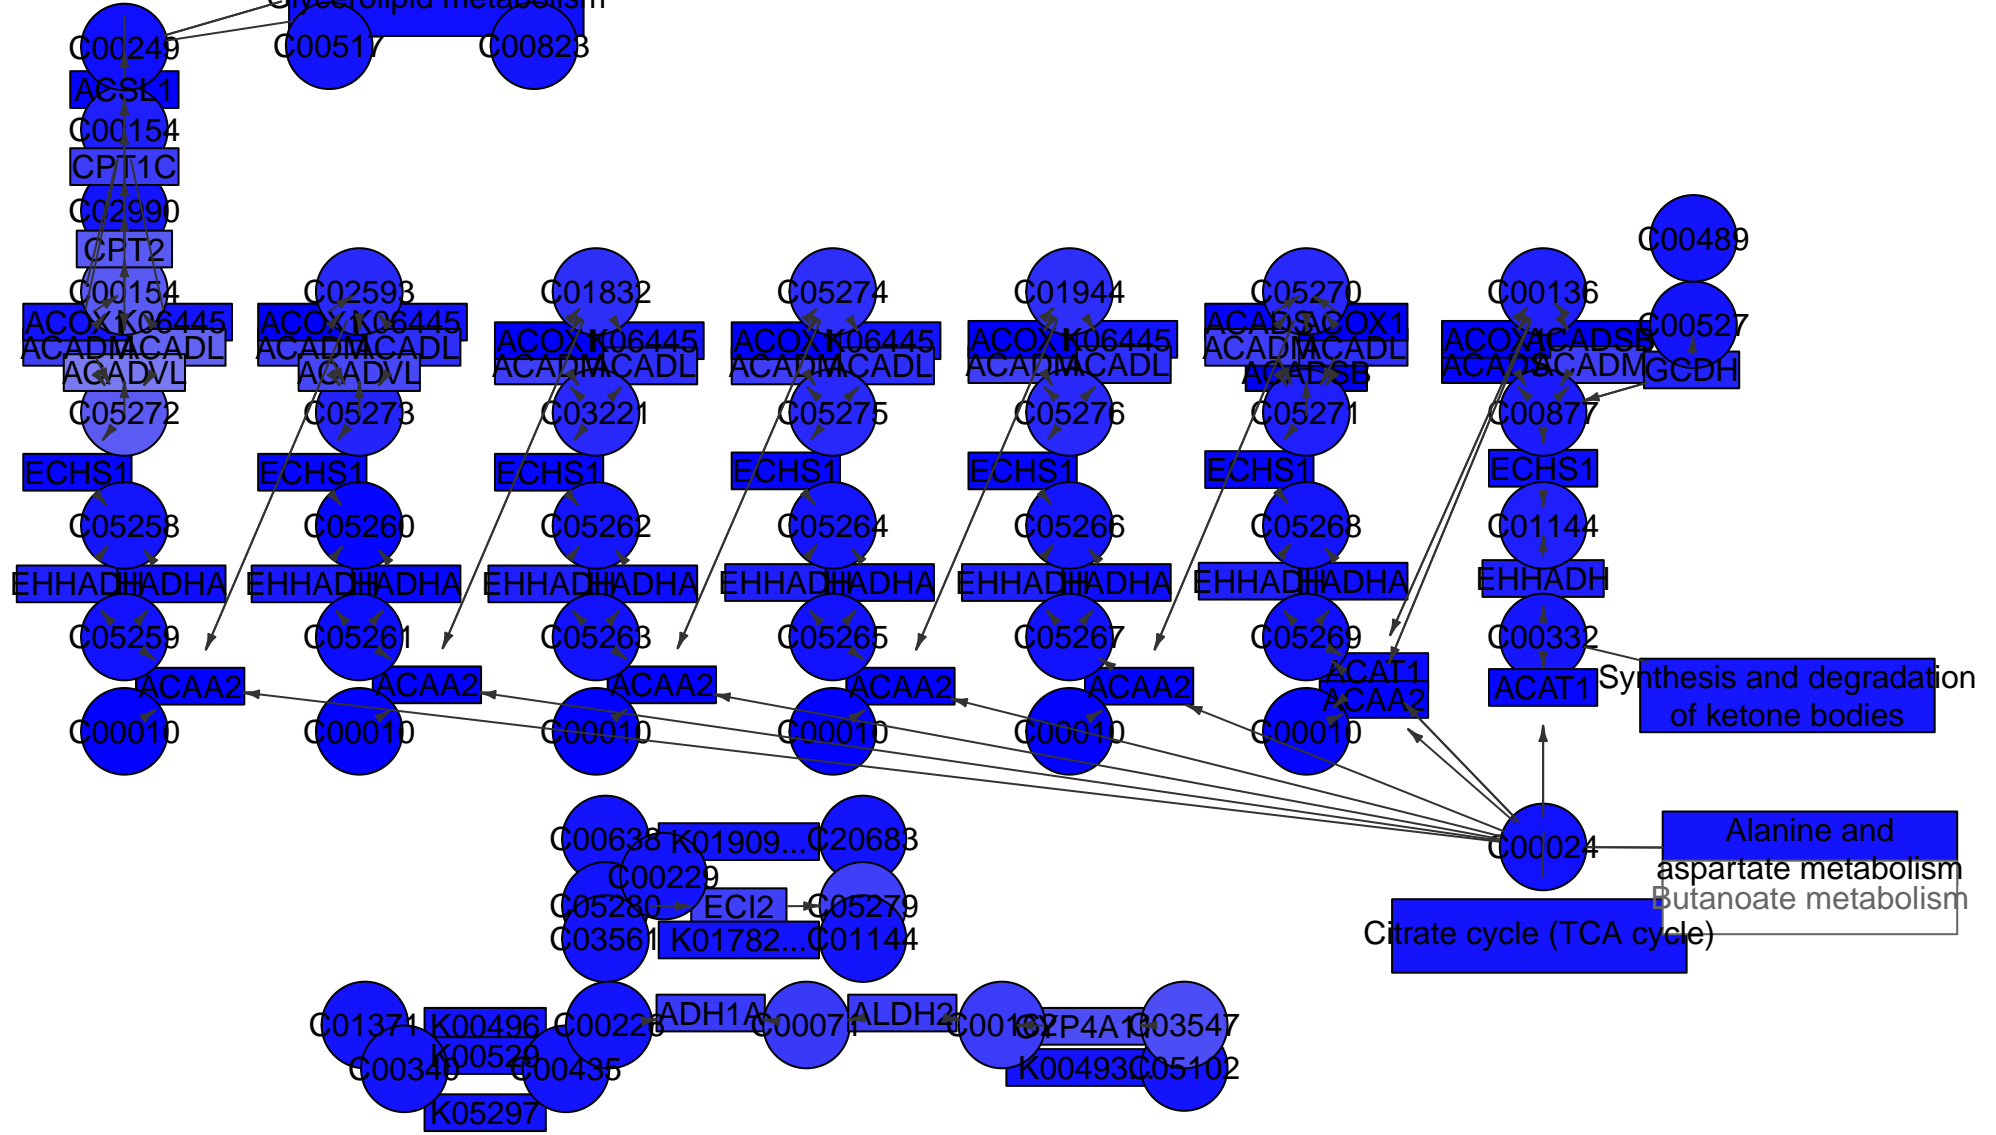 Glycerolipid metabolism
C00249
C00517
C00823
ACSL1
C00154
CPT1C
C02990
CPT2
C00489
C00154
C02593
C01832
C05274
C01944
C05270
C00136
C00527
ACOX1
K06445
ACOX1
K06445
ACOX1
K06445
ACOX1
K06445
ACOX1
K06445
ACADS
ACOX1
ACOX1
ACADSB
ACADM
ACADL
ACADM
ACADL
ACADM
ACADL
ACADM
ACADL
ACADM
ACADL
ACADM
ACADL
ACADS
ACADM
GCDH
ACADVL
ACADVL
ACADSB
C05272
C05273
C03221
C05275
C05276
C05271
C00877
ECHS1
ECHS1
ECHS1
ECHS1
ECHS1
ECHS1
ECHS1
C05258
C05260
C05262
C05264
C05266
C05268
C01144
EHHADH
HADHA
EHHADH
HADHA
EHHADH
HADHA
EHHADH
HADHA
EHHADH
HADHA
EHHADH
HADHA
EHHADH
C05259
C05261
C05263
C05265
C05267
C05269
C00332
ACAA2
ACAA2
ACAA2
ACAA2
ACAA2
ACAT1
ACAA2
ACAT1
Synthesis and degradation
of ketone bodies
C00010
C00010
C00010
C00010
C00010
C00010
C00638
K01909...
C20683
C00024
Alanine and
aspartate metabolism
C00229
Butanoate metabolism
C05280
ECI2
C05279
C03561
K01782...
C01144
Citrate cycle (TCA cycle)
C01371
K00496
C00226
ADH1A
C00071
ALDH2
C00162
CYP4A11
C03547
K00529
C00340
C00435
K00493...
C05102
K05297